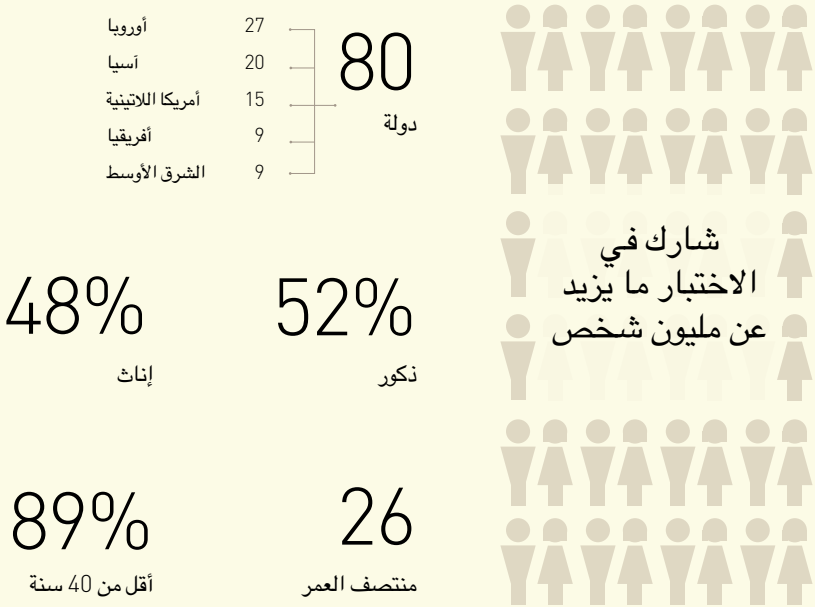 شارك في
الاختبار ما يزيد
عن مليون شخص
80
دولة
27 أوروبا
20 آسيا
15 أمريكا اللاتينية
9 أفريقيا
9 الشرق الأوسط
52%
ذكور
48%
إناث
26
منتصف العمر
89%
أقل من 40 سنة